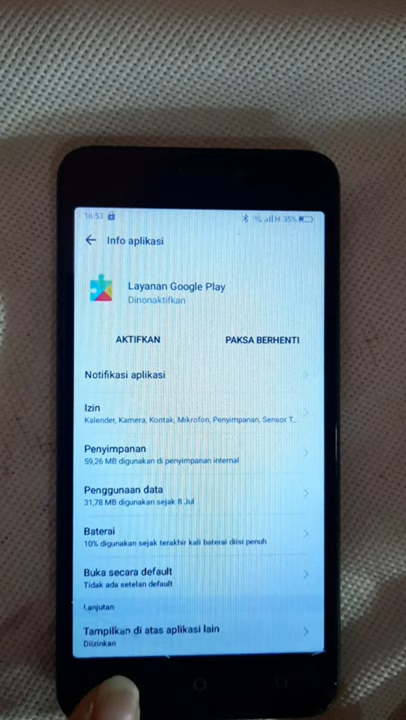 16:53
H 35%
Info aplikasi
Layanan Google Play
Dinonaktifkan
AKTIFKAN
PAKSA BERHENTI
Notifikasi aplikasi
Izin
Kalender, Kamera, Kontak, Mikrofon, Penyimpanan, Sensor T...
Penyimpanan
59,26 MB digunakan di penyimpanan internal
Penggunaan data
31,78 MB digunakan sejak 8 Jul
Baterai
10% digunakan sejak terakhir kali baterai diisi penuh
Buka secara default
Tidak ada setelan default
Lanjutan
Tampilkan di atas aplikasi lain
Diizinkan